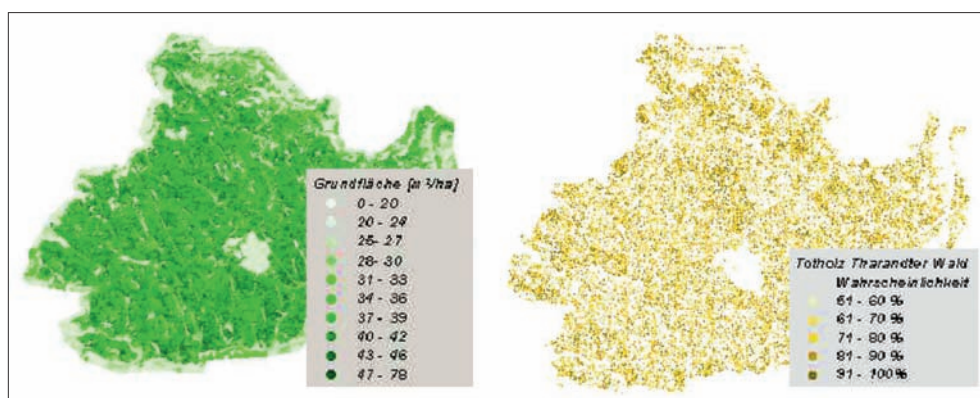 Grundfläche [m²/ha]
0 - 20
20 - 24
25 - 27
28 - 30
31 - 33
34 - 36
37 - 39
40 - 42
43 - 46
47 - 78
Totholz Tharandter Wald
Wahrscheinlichkeit
51 - 60 %
61 - 70 %
71 - 80 %
81 - 90 %
91 - 100%